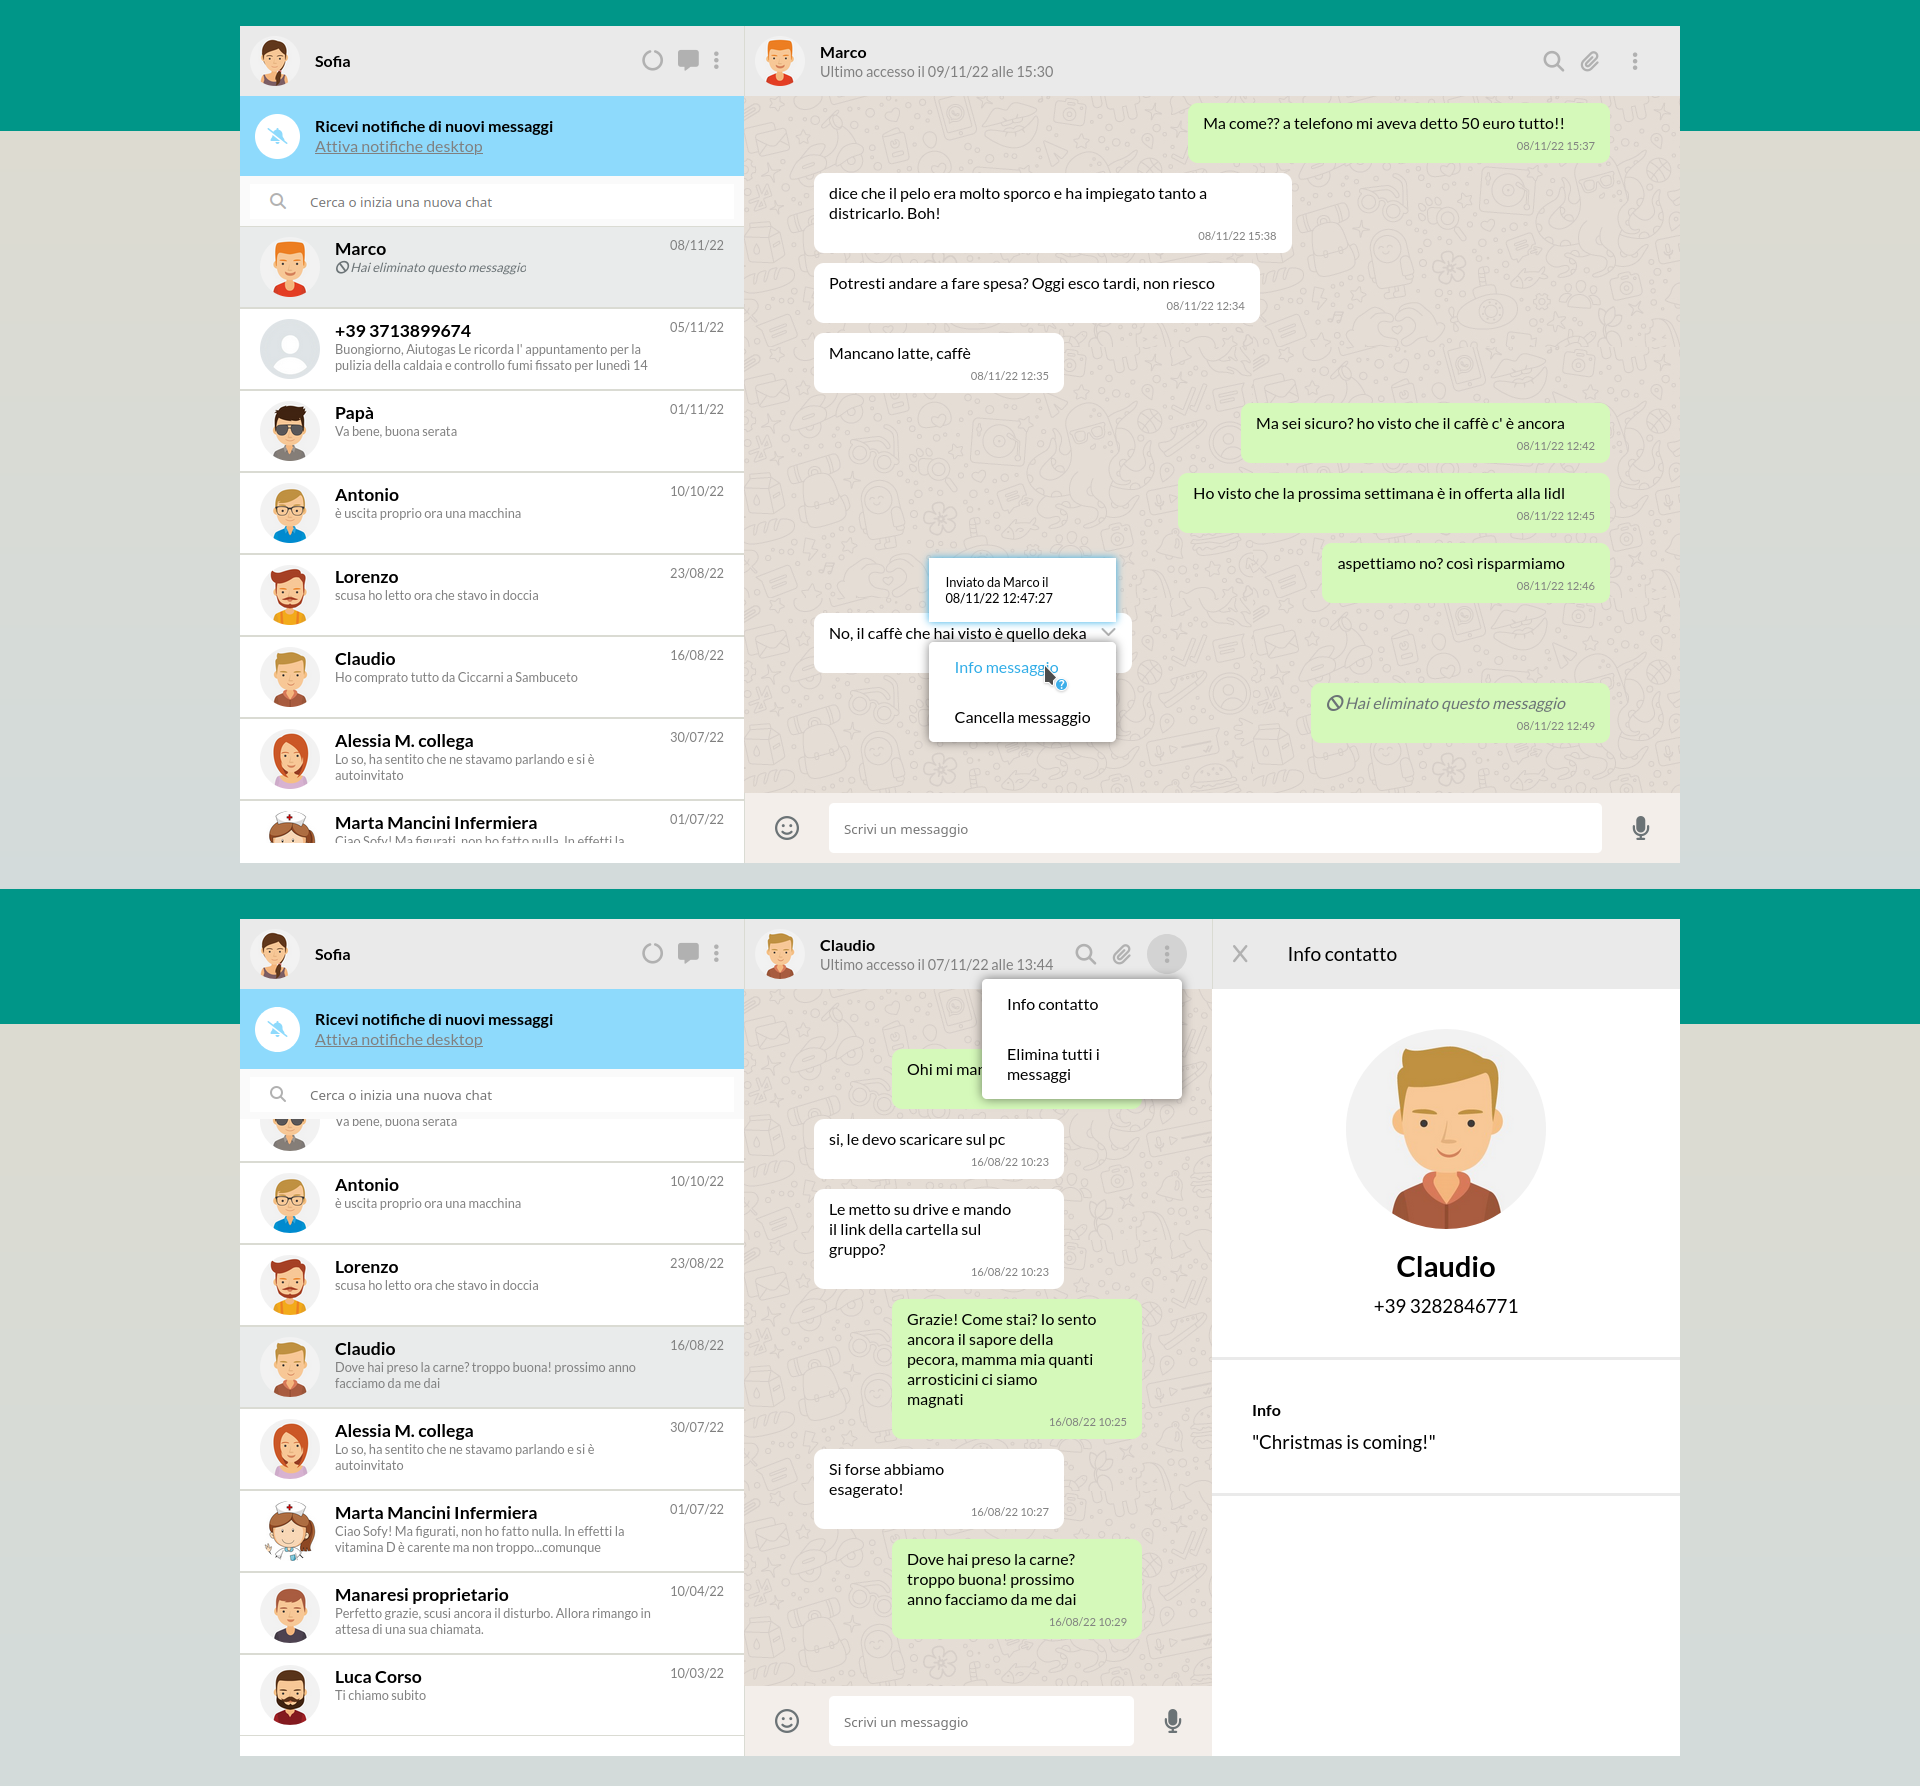 Sofia
Ricevi notifiche di nuovi messaggi
Attiva notifiche desktop
Cerca o inizia una nuova chat
Marco
08/11/22
Hai eliminato questo messaggio
+39 3713899674
05/11/22
Buongiorno, Aiutogas Le ricorda l' appuntamento per la
pulizia della caldaia e controllo fumi fissato per lunedì 14
Papà
01/11/22
Va bene, buona serata
Antonio
10/10/22
è uscita proprio ora una macchina
Lorenzo
23/08/22
scusa ho letto ora che stavo in doccia
Claudio
16/08/22
Ho comprato tutto da Ciccarni a Sambuceto
Alessia M. collega
30/07/22
Lo so, ha sentito che ne stavamo parlando e si è
autoinvitato
Marta Mancini Infermiera
01/07/22
Ciao Sofy! Ma figurati, non ho fatto nulla. In effetti la
Marco
Ultimo accesso il 09/11/22 alle 15:30
Ma come?? a telefono mi aveva detto 50 euro tutto!!
08/11/22 15:37
dice che il pelo era molto sporco e ha impiegato tanto a
districarlo. Boh!
08/11/22 15:38
Potresti andare a fare spesa? Oggi esco tardi, non riesco
08/11/22 12:34
Mancano latte, caffè
08/11/22 12:35
Ma sei sicuro? ho visto che il caffè c' è ancora
08/11/22 12:42
Ho visto che la prossima settimana è in offerta alla lidl
08/11/22 12:45
aspettiamo no? così risparmiamo
08/11/22 12:46
Inviato da Marco il
08/11/22 12:47:27
No, il caffè che hai visto è quello deka
Info messaggio
?
Cancella messaggio
Hai eliminato questo messaggio
08/11/22 12:49
Scrivi un messaggio
Sofia
Ricevi notifiche di nuovi messaggi
Attiva notifiche desktop
Cerca o inizia una nuova chat
Va bene, buona serata
Antonio
10/10/22
è uscita proprio ora una macchina
Lorenzo
23/08/22
scusa ho letto ora che stavo in doccia
Claudio
16/08/22
Dove hai preso la carne? troppo buona! prossimo anno
facciamo da me dai
Alessia M. collega
30/07/22
Lo so, ha sentito che ne stavamo parlando e si è
autoinvitato
Marta Mancini Infermiera
01/07/22
Ciao Sofy! Ma figurati, non ho fatto nulla. In effetti la
vitamina D è carente ma non troppo...comunque
Manaresi proprietario
10/04/22
Perfetto grazie, scusi ancora il disturbo. Allora rimango in
attesa di una sua chiamata.
Luca Corso
10/03/22
Ti chiamo subito
Claudio
Ultimo accesso il 07/11/22 alle 13:44
Info contatto
Elimina tutti i
messaggi
Ohi mi mar
si, le devo scaricare sul pc
16/08/22 10:23
Le metto su drive e mando
il link della cartella sul
gruppo?
16/08/22 10:23
Grazie! Come stai? Io sento
ancora il sapore della
pecora, mamma mia quanti
arrosticini ci siamo
magnati
16/08/22 10:25
Si forse abbiamo
esagerato!
16/08/22 10:27
Dove hai preso la carne?
troppo buona! prossimo
anno facciamo da me dai
16/08/22 10:29
Scrivi un messaggio
Info contatto
Claudio
+39 3282846771
Info
"Christmas is coming!"